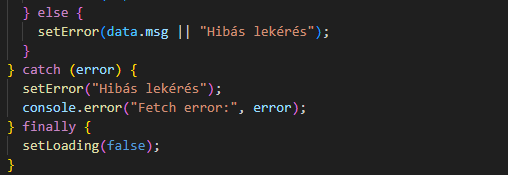 } else {
setError(data.msg || "Hibás lekérés");
}
} catch (error) {
setError("Hibás lekérés");
console.error("Fetch error:", error);
} finally {
setLoading(false);
}